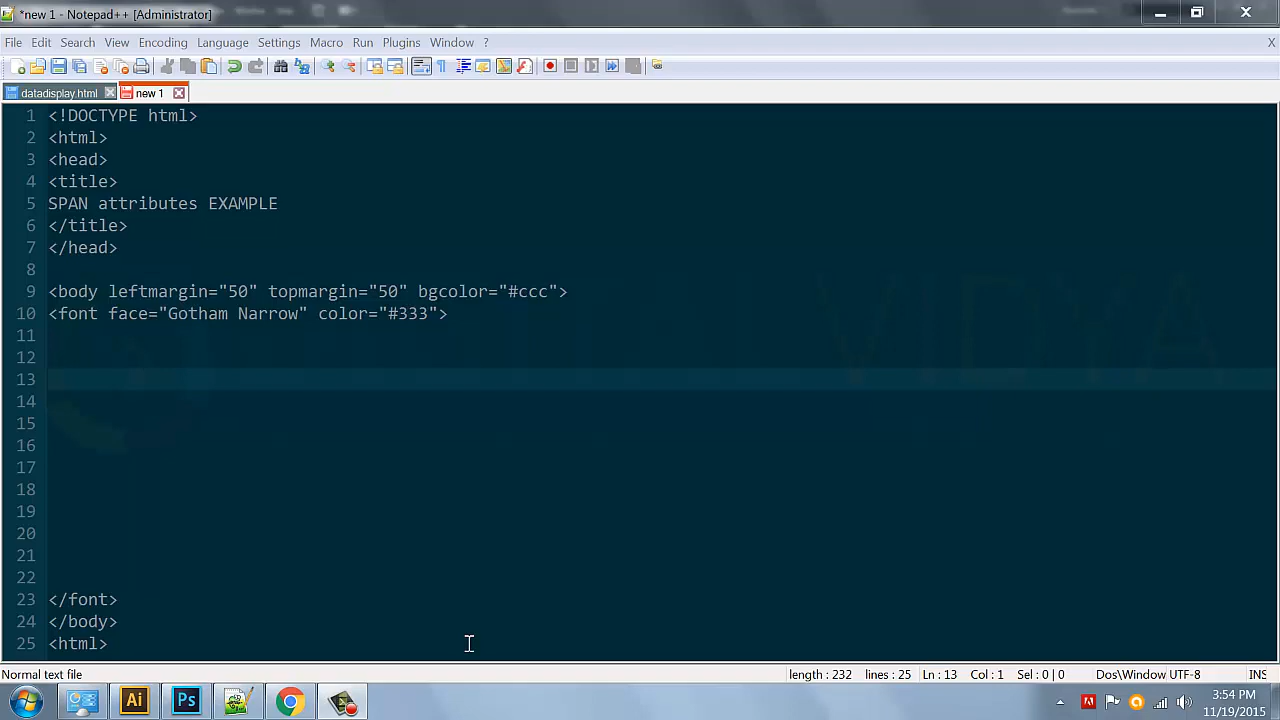 *new 1 - Notepad++ [Administrator]
File Edit Search View Encoding Language Settings Macro Run Plugins Window ? X
datadisplay.html new 1
1 <!DOCTYPE html>
2 <html>
3 <head>
4 <title>
5 SPAN attributes EXAMPLE
6 </title>
7 </head>
8
9 <body leftmargin="50" topmargin="50" bgcolor="#ccc">
10 <font face="Gotham Narrow" color="#333">
11
12
13
14
15
16
17
18
19
20
21
22
23 </font>
24 </body>
25 <html>
Normal text file length : 232 lines : 25 Ln : 13 Col : 1 Sel : 0 | 0 Dos\Window UTF-8 INS
Ai Ps 3:54 PM
11/19/2015